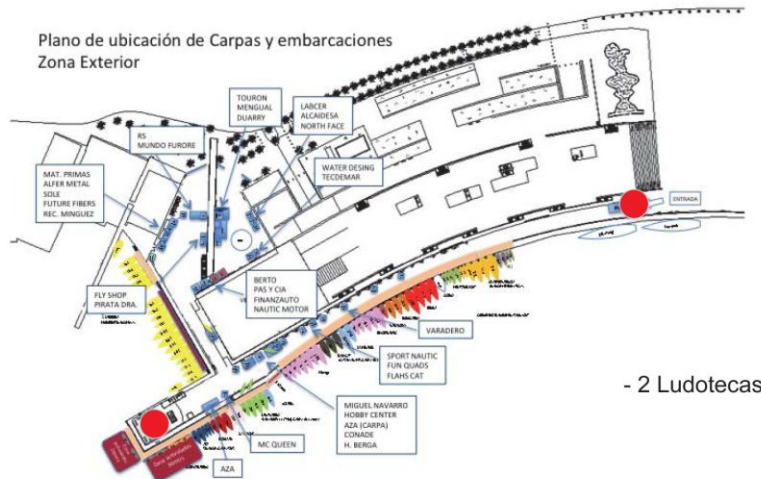 Plano de ubicación de Carpas y embarcaciones
Zona Exterior
TOURON
MENGUAL
DUARRY
LABCER
ALCAIDESA
NORTH FACE
RS
MUNDO FURORE
WATER DESING
TECDEMAR
MAT. PRIMAS
ALFER METAL
SOLE
FUTURE FIBERS
REC. MINGUEZ
ENTRADA
FLY SHOP
PIRATA DRA.
BERTO
PAS Y CIA
FINANZAUTO
NAUTIC MOTOR
VARADERO
SPORT NAUTIC
FUN QUADS
FLAHS CAT
- 2 Ludotecas
MIGUEL NAVARRO
HOBBY CENTER
AZA (CARPA)
CONADE
H. BERGA
MC QUEEN
AZA